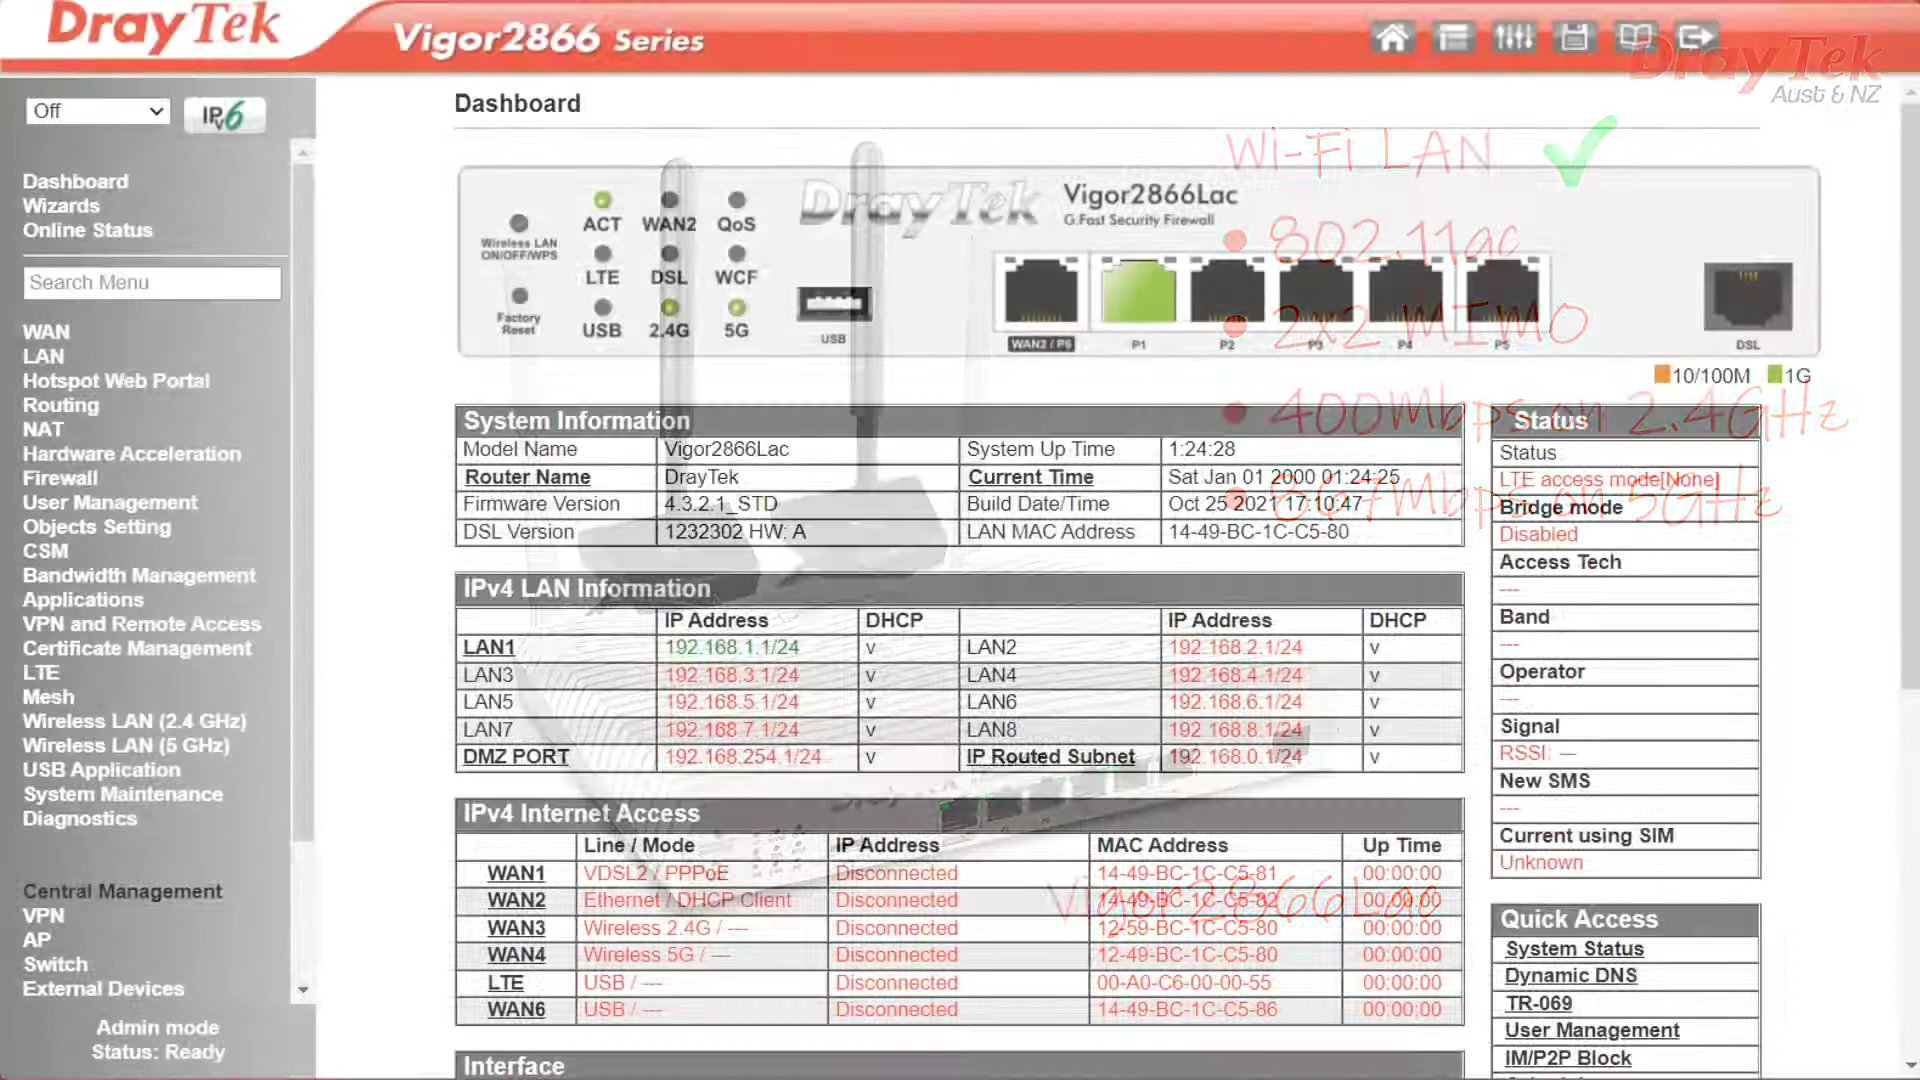 DrayTek
Vigor2866 Series
DrayTek
Aust & NZ
Off
IPv6
Dashboard
Wizards
Online Status
Search Menu
WAN
LAN
Hotspot Web Portal
Routing
NAT
Hardware Acceleration
Firewall
User Management
Objects Setting
CSM
Bandwidth Management
Applications
VPN and Remote Access
Certificate Management
LTE
Mesh
Wireless LAN (2.4 GHz)
Wireless LAN (5 GHz)
USB Application
System Maintenance
Diagnostics
Central Management
VPN
AP
Switch
External Devices
Admin mode
Status: Ready
Dashboard
Wi-Fi LAN
802.11ac
2x2 MIMO
400Mbps on 2.4GHz
867Mbps on 5GHz
DrayTek
Vigor2866Lac
G.Fast Security Firewall
Wireless LAN
ON/OFF/WPS
Factory
Reset
ACT WAN2 QoS
LTE DSL WCF
USB 2.4G 5G
USB
WAN2 / P6 P1 P2 P3 P4 P5 DSL
10/100M 1G
System Information
Model Name Vigor2866Lac System Up Time 1:24:28
Router Name DrayTek Current Time Sat Jan 01 2000 01:24:25
Firmware Version 4.3.2.1_STD Build Date/Time Oct 25 2021 17:10:47
DSL Version 1232302 HW: A LAN MAC Address 14-49-BC-1C-C5-80
IPv4 LAN Information
IP Address DHCP IP Address DHCP
LAN1 192.168.1.1/24 v LAN2 192.168.2.1/24 v
LAN3 192.168.3.1/24 v LAN4 192.168.4.1/24 v
LAN5 192.168.5.1/24 v LAN6 192.168.6.1/24 v
LAN7 192.168.7.1/24 v LAN8 192.168.8.1/24 v
DMZ PORT 192.168.254.1/24 v IP Routed Subnet 192.168.0.1/24 v
IPv4 Internet Access
Line / Mode IP Address MAC Address Up Time
WAN1 VDSL2 / PPPoE Disconnected 14-49-BC-1C-C5-81 00:00:00
WAN2 Ethernet / DHCP Client Disconnected 14-49-BC-1C-C5-82 00:00:00
WAN3 Wireless 2.4G / --- Disconnected 12-59-BC-1C-C5-80 00:00:00
WAN4 Wireless 5G / --- Disconnected 12-49-BC-1C-C5-80 00:00:00
LTE USB / --- Disconnected 00-A0-C6-00-00-55 00:00:00
WAN6 USB / --- Disconnected 14-49-BC-1C-C5-86 00:00:00
Vigor2866Lac
Interface
Status
Status
LTE access mode[None]
Bridge mode
Disabled
Access Tech
---
Band
---
Operator
---
Signal
RSSI: ---
New SMS
---
Current using SIM
Unknown
Quick Access
System Status
Dynamic DNS
TR-069
User Management
IM/P2P Block